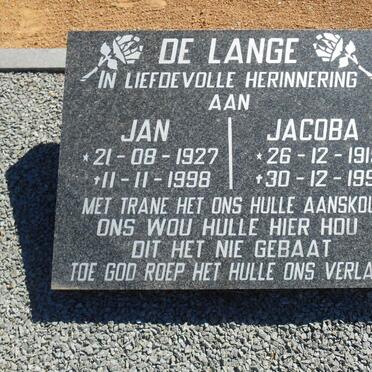 DE LANGE
IN LIEFDEVOLLE HERINNERING
AAN
JAN JACOBA
* 21-08-1927 * 26-12-191
† 11-11-1998 † 30-12-199
MET TRANE HET ONS HULLE AANSKOU
ONS WOU HULLE HIER HOU
DIT HET NIE GEBAAT
TOE GOD ROEP HET HULLE ONS VERLA